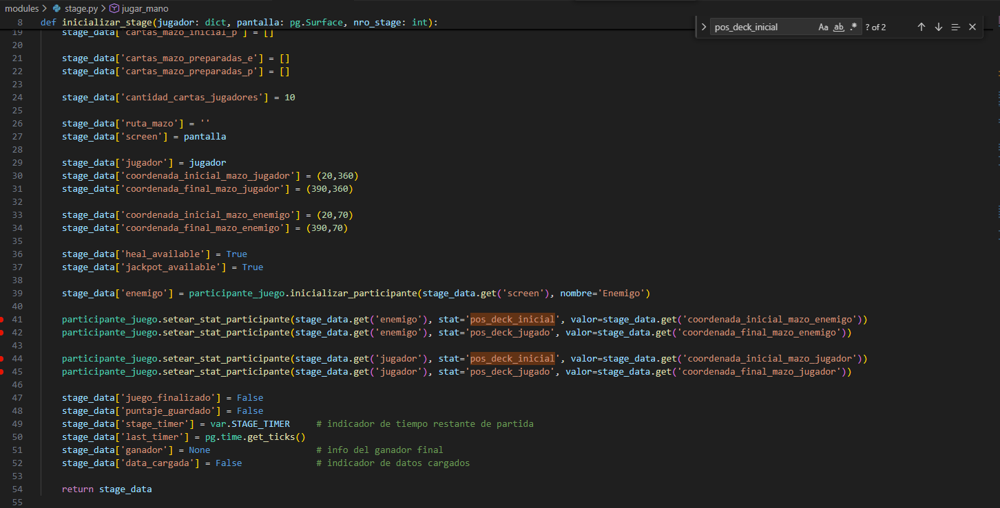 modules > stage.py > jugar_mano
8 def inicializar_stage(jugador: dict, pantalla: pg.Surface, nro_stage: int):
pos_deck_inicial Aa ab .* ? of 2
19 stage_data['cartas_mazo_inicial_p'] = []
20
21 stage_data['cartas_mazo_preparadas_e'] = []
22 stage_data['cartas_mazo_preparadas_p'] = []
23
24 stage_data['cantidad_cartas_jugadores'] = 10
25
26 stage_data['ruta_mazo'] = ''
27 stage_data['screen'] = pantalla
28
29 stage_data['jugador'] = jugador
30 stage_data['coordenada_inicial_mazo_jugador'] = (20,360)
31 stage_data['coordenada_final_mazo_jugador'] = (390,360)
32
33 stage_data['coordenada_inicial_mazo_enemigo'] = (20,70)
34 stage_data['coordenada_final_mazo_enemigo'] = (390,70)
35
36 stage_data['heal_available'] = True
37 stage_data['jackpot_available'] = True
38
39 stage_data['enemigo'] = participante_juego.inicializar_participante(stage_data.get('screen'), nombre='Enemigo')
40
41 participante_juego.setear_stat_participante(stage_data.get('enemigo'), stat='pos_deck_inicial', valor=stage_data.get('coordenada_inicial_mazo_enemigo'))
42 participante_juego.setear_stat_participante(stage_data.get('enemigo'), stat='pos_deck_jugado', valor=stage_data.get('coordenada_final_mazo_enemigo'))
43
44 participante_juego.setear_stat_participante(stage_data.get('jugador'), stat='pos_deck_inicial', valor=stage_data.get('coordenada_inicial_mazo_jugador'))
45 participante_juego.setear_stat_participante(stage_data.get('jugador'), stat='pos_deck_jugado', valor=stage_data.get('coordenada_final_mazo_jugador'))
46
47 stage_data['juego_finalizado'] = False
48 stage_data['puntaje_guardado'] = False
49 stage_data['stage_timer'] = var.STAGE_TIMER # indicador de tiempo restante de partida
50 stage_data['last_timer'] = pg.time.get_ticks()
51 stage_data['ganador'] = None # info del ganador final
52 stage_data['data_cargada'] = False # indicador de datos cargados
53
54 return stage_data
55